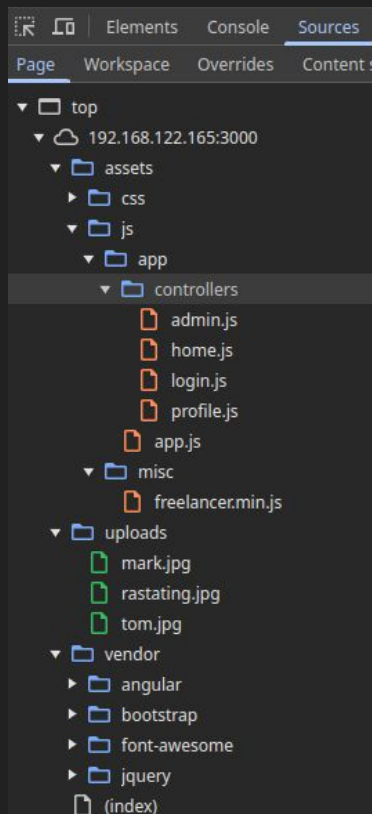 Elements Console Sources
Page Workspace Overrides Content
top
192.168.122.165:3000
assets
css
js
app
controllers
admin.js
home.js
login.js
profile.js
app.js
misc
freelancer.min.js
uploads
mark.jpg
rastating.jpg
tom.jpg
vendor
angular
bootstrap
font-awesome
jquery
(index)